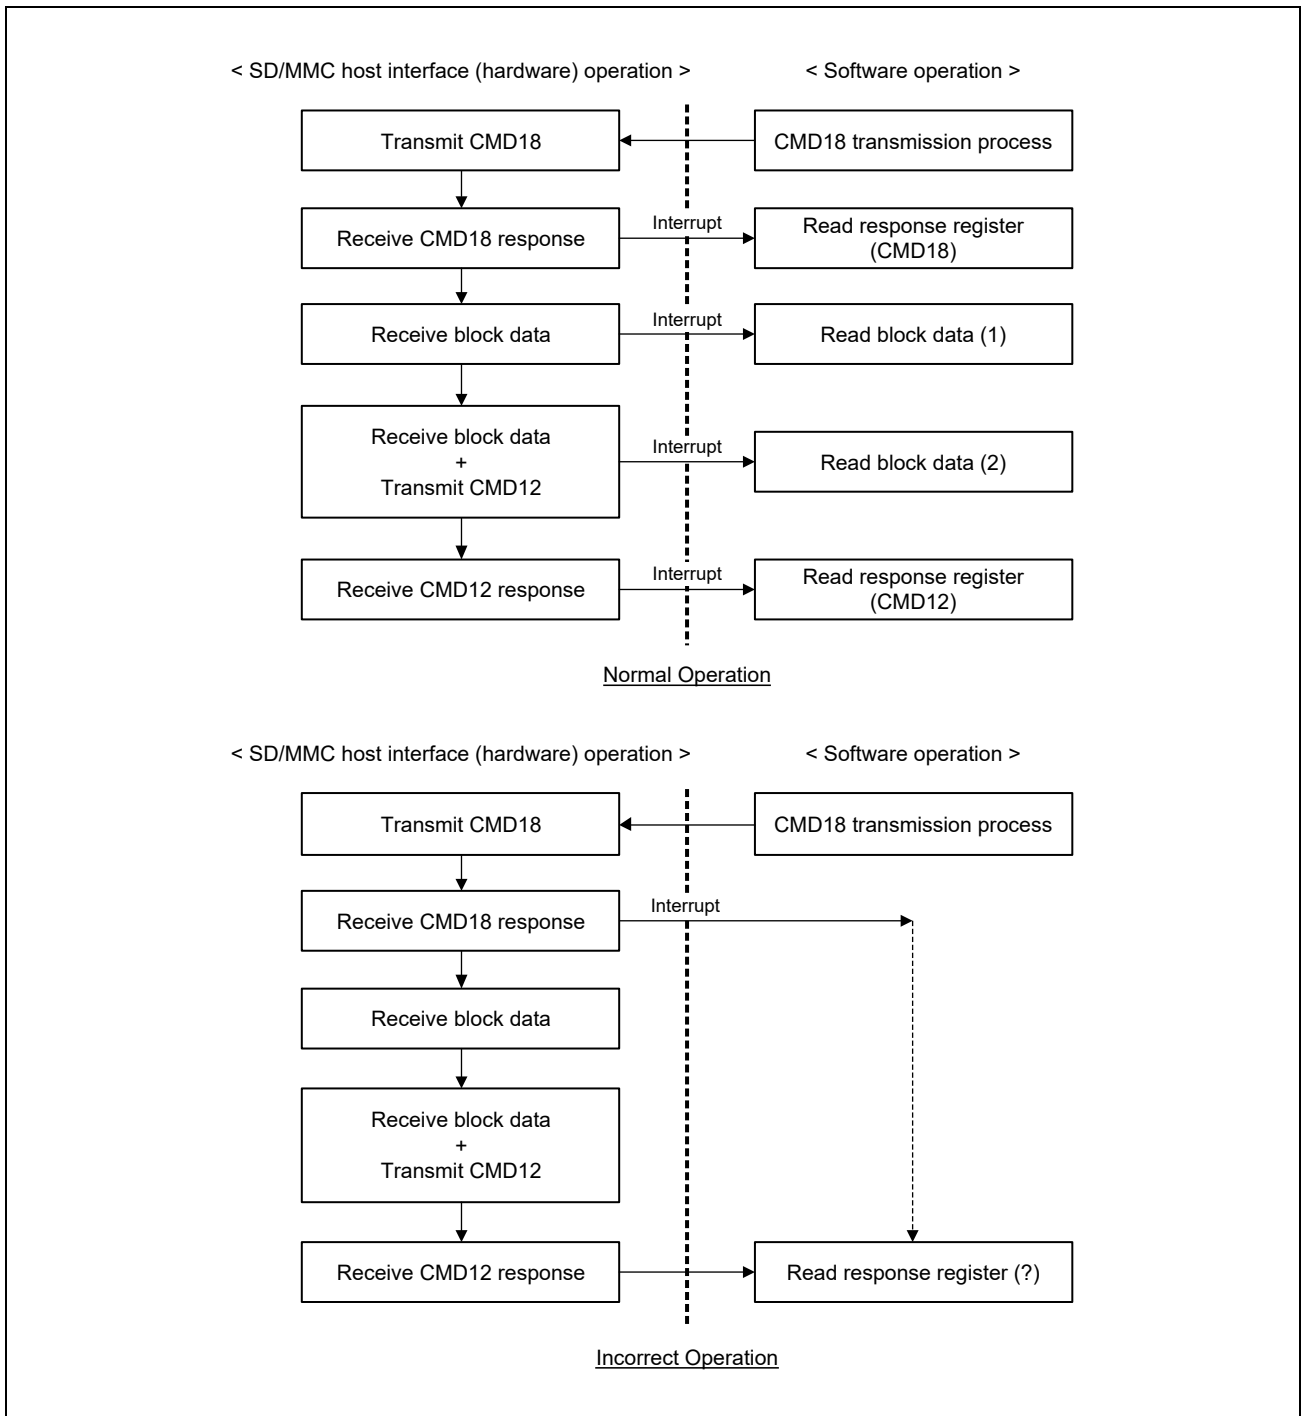 < SD/MMC host interface (hardware) operation >
< Software operation >
Transmit CMD18
CMD18 transmission process
Receive CMD18 response
Interrupt
Read response register
(CMD18)
Receive block data
Interrupt
Read block data (1)
Receive block data
+
Transmit CMD12
Interrupt
Read block data (2)
Receive CMD12 response
Interrupt
Read response register
(CMD12)
Normal Operation
< SD/MMC host interface (hardware) operation >
< Software operation >
Transmit CMD18
CMD18 transmission process
Receive CMD18 response
Interrupt
Receive block data
Receive block data
+
Transmit CMD12
Receive CMD12 response
Read response register (?)
Incorrect Operation